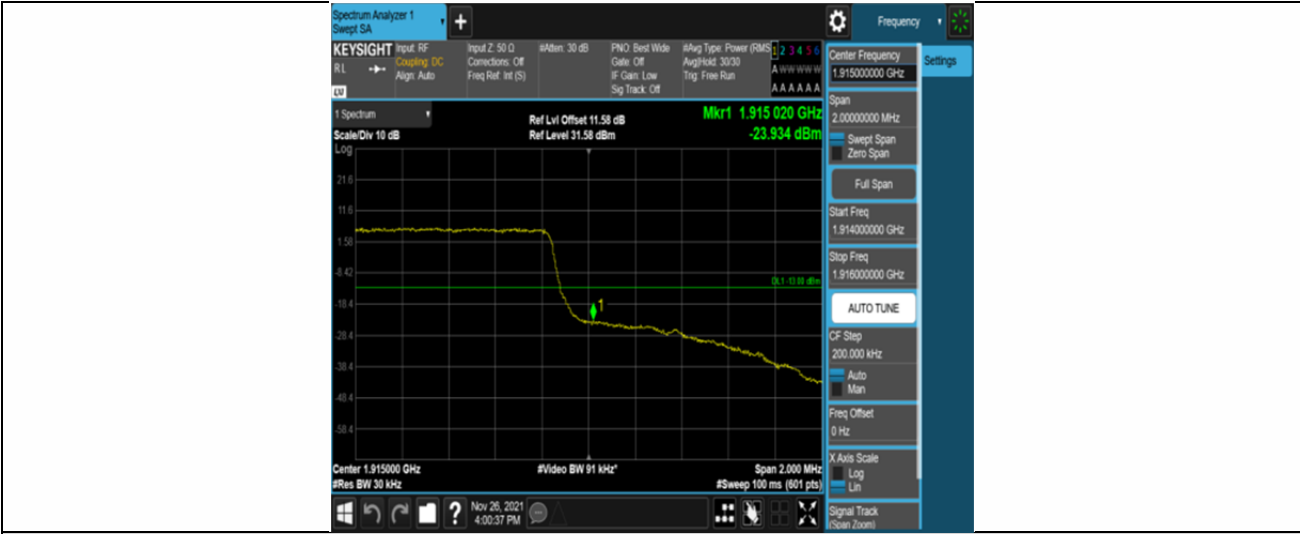 Spectrum Analyzer 1
Swept SA
+
Frequency
KEYSIGHT
RL
LXI
Input: RF
Coupling: DC
Align: Auto
Input Z: 50 Ω
Corrections: Off
Freq Ref: Int (S)
#Atten: 30 dB
PNO: Best Wide
Gate: Off
IF Gain: Low
Sig Track: Off
#Avg Type: Power (RMS
Avg|Hold: 30/30
Trig: Free Run
1 2 3 4 5 6
A W W W W W
A A A A A A
1 Spectrum
Scale/Div 10 dB
Log
Ref Lvl Offset 11.58 dB
Ref Level 31.58 dBm
Mkr1 1.915 020 GHz
-23.934 dBm
21.6
11.6
1.58
-8.42
-18.4
-28.4
-38.4
-48.4
-58.4
DL1 -13.00 dBm
1
Center 1.915000 GHz
#Res BW 30 kHz
#Video BW 91 kHz*
Span 2.000 MHz
#Sweep 100 ms (601 pts)
Center Frequency
1.915000000 GHz
Settings
Span
2.00000000 MHz
Swept Span
Zero Span
Full Span
Start Freq
1.914000000 GHz
Stop Freq
1.916000000 GHz
AUTO TUNE
CF Step
200.000 kHz
Auto
Man
Freq Offset
0 Hz
X Axis Scale
Log
Lin
Signal Track
(Span Zoom)
?
Nov 26, 2021
4:00:37 PM